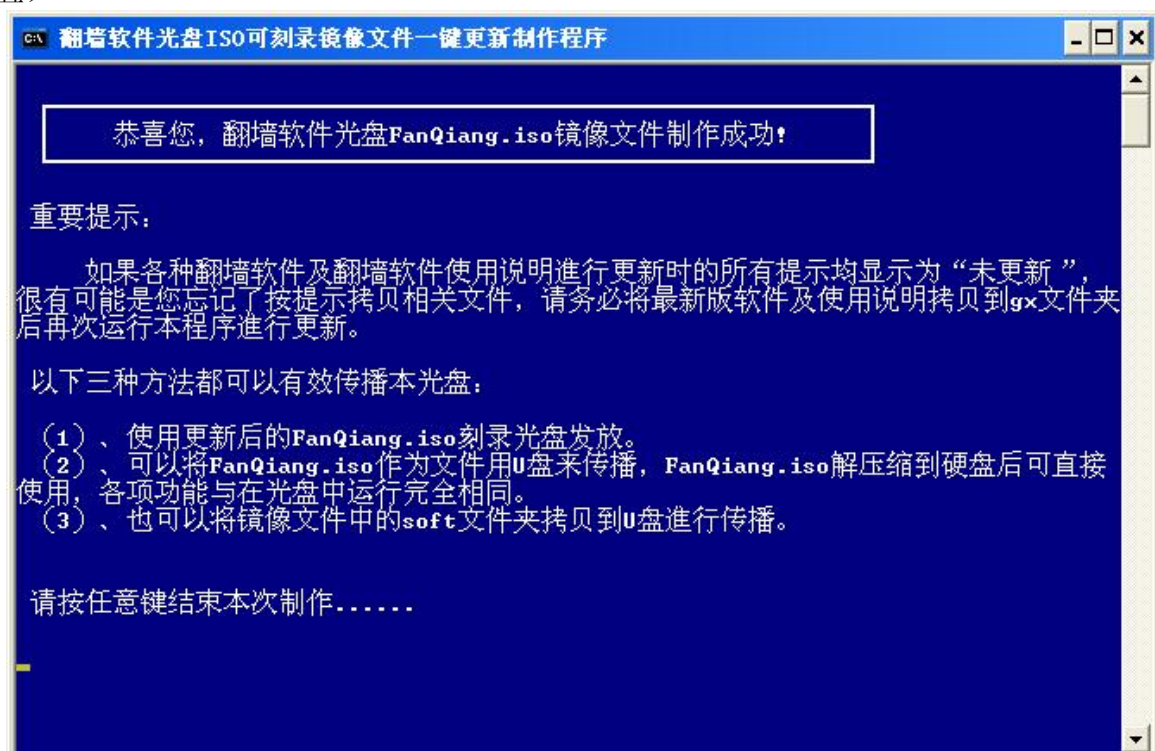 翻墙软件光盘ISO可刻录镜像文件一键更新制作程序
恭喜您，翻墙软件光盘FanQiang.iso镜像文件制作成功!
重要提示：
如果各种翻墙软件及翻墙软件使用说明進行更新时的所有提示均显示为“未更新 ”，
很有可能是您忘记了按提示拷贝相关文件，请务必将最新版软件及使用说明拷贝到gx文件夹
后再次运行本程序進行更新。
以下三种方法都可以有效传播本光盘：
（1）、使用更新后的FanQiang.iso刻录光盘发放。
（2）、可以将FanQiang.iso作为文件用U盘来传播，FanQiang.iso解压缩到硬盘后可直接
使用，各项功能与在光盘中运行完全相同。
（3）、也可以将镜像文件中的soft文件夹拷贝到U盘進行传播。
请按任意键结束本次制作......